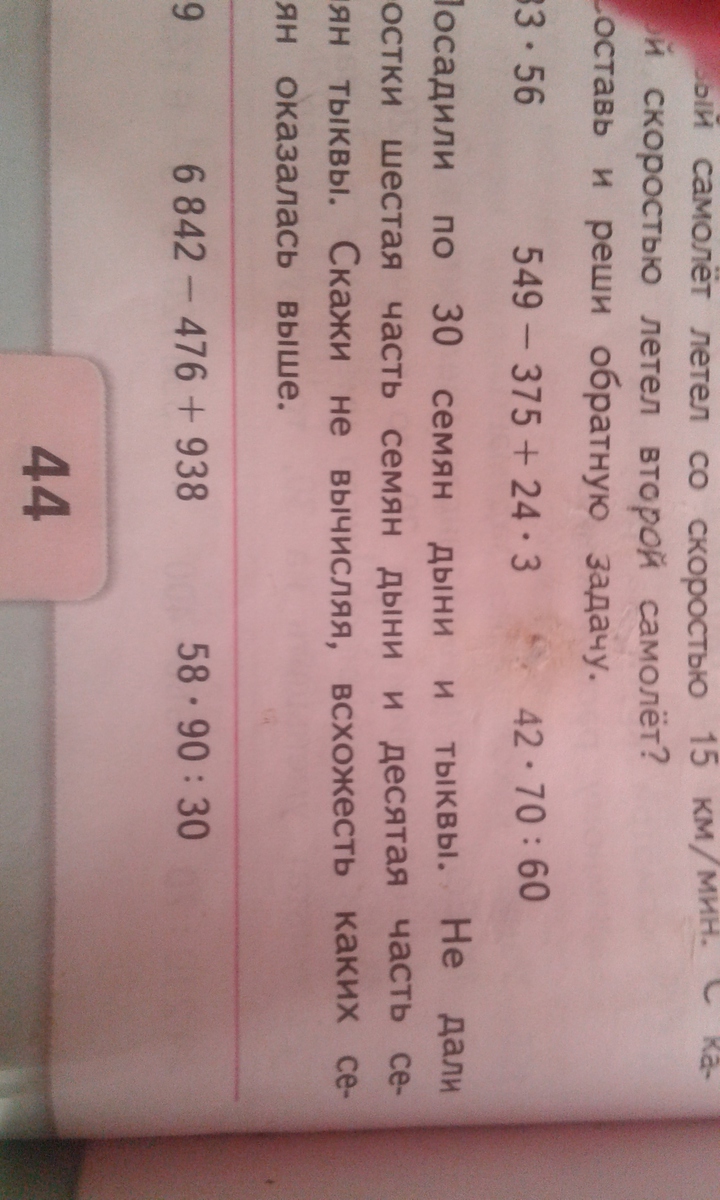 самолёт летел со скоростью 15 км/мин. С ка-
ой скоростью летел второй самолёт?
оставь и реши обратную задачу.
33 · 56 549 − 375 + 24 · 3 42 · 70 : 60
Посадили по 30 семян дыни и тыквы. Не дали
ростки шестая часть семян дыни и десятая часть се-
ян тыквы. Скажи не вычисляя, всхожесть каких се-
ян оказалась выше.
9 6 842 − 476 + 938 58 · 90 : 30
44